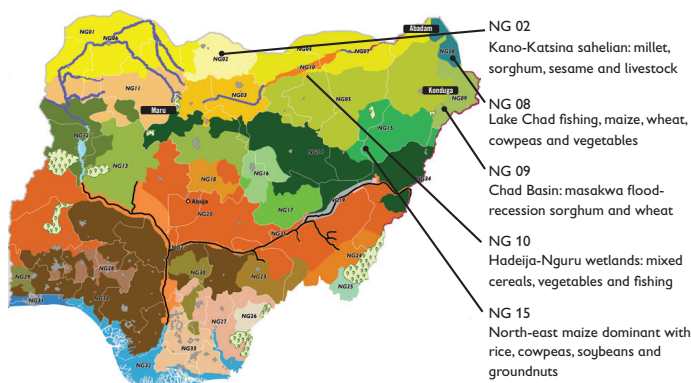 NG01
NG06
NG02
NG04
NG07
Abadam
NG08
NG10
NG11
NG03
Maru
Konduga
NG05
NG09
NG15
NG12
NG13
NG16
NG18
Abuja
NG20
NG17
NG19
NG34
NG21
NG24
NG23
NG30
NG25
NG29
NG28
NG31
NG26
NG27
NG32
NG33
NG 02
Kano-Katsina sahelian: millet,
sorghum, sesame and livestock
NG 08
Lake Chad fishing, maize, wheat,
cowpeas and vegetables
NG 09
Chad Basin: masakwa flood-
recession sorghum and wheat
NG 10
Hadeija-Nguru wetlands: mixed
cereals, vegetables and fishing
NG 15
North-east maize dominant with
rice, cowpeas, soybeans and
groundnuts